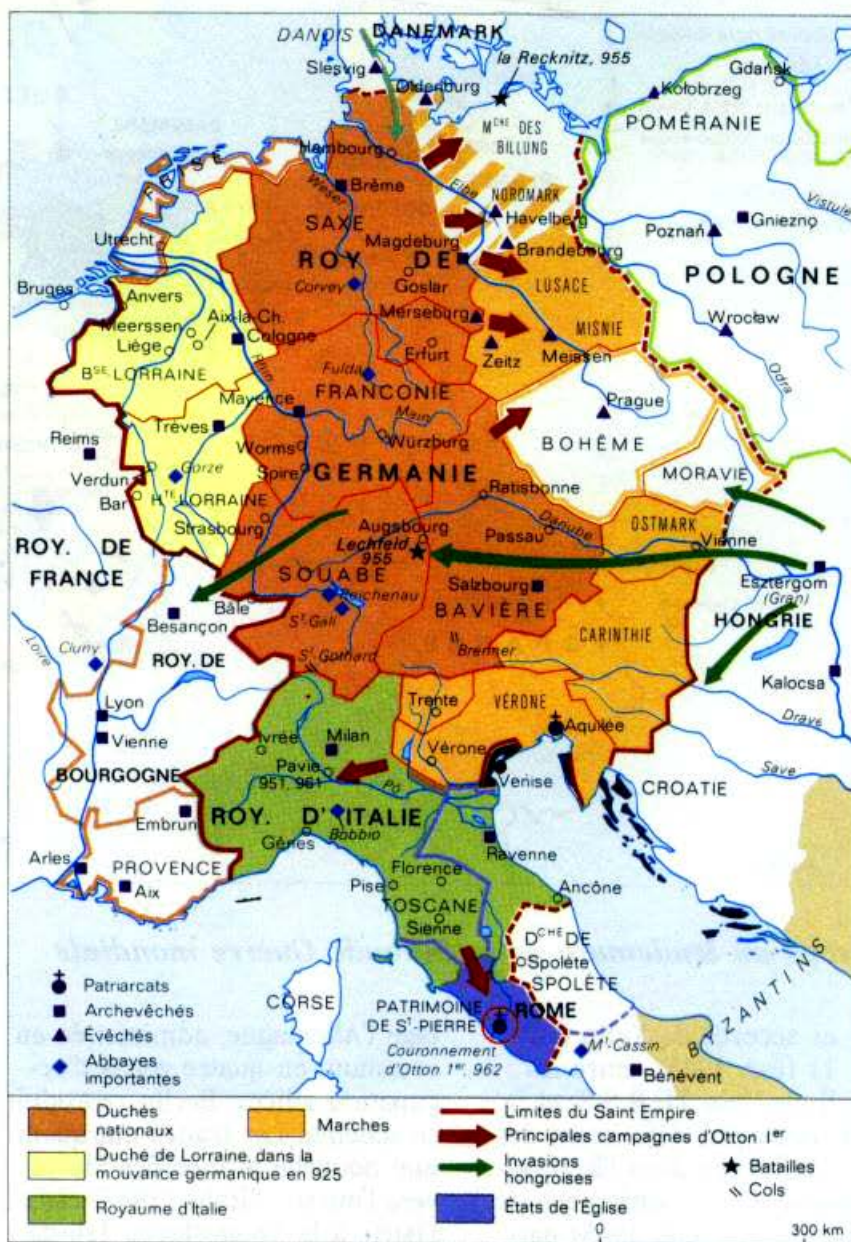 DANOIS
DANEMARK
la Recknitz, 955
Slesvig
Oldenburg
Gdańsk
Kołobrzeg
POMÉRANIE
MCHE DES
BILLUNG
Hambourg
Brême
Weser
Elbe
NORDMARK
Havelberg
Vistule
FRISE
SAXE
Utrecht
Magdeburg
Brandebourg
Poznań
Gniezno
ROY. DE
Goslar
LUSACE
POLOGNE
Bruges
Corvey
Anvers
Merseburg
MISNIE
Wrocław
Meerssen
Aix-la-Ch.
Liège
Cologne
Erfurt
Zeitz
Meissen
BSE LORRAINE
Rhin
Fulda
Odra
FRANCONIE
Mayence
Main
Prague
Trèves
Würzburg
BOHÊME
Reims
Worms
Gorze
Spire
GERMANIE
MORAVIE
Verdun
Bar
HTE LORRAINE
Ratisbonne
Strasbourg
Augsbourg
Passau
Danube
OSTMARK
Vienne
ROY. DE
FRANCE
Lechfeld
955
SOUABE
Salzbourg
Esztergom
(Gran)
Reichenau
BAVIÈRE
HONGRIE
Bâle
St-Gall
Besançon
CARINTHIE
Loire
Cluny
ROY. DE
St-Gothard
Brenner
Kalocsa
Lyon
Trente
VÉRONE
Drave
Vienne
Ivrée
Milan
Aquilée
Vérone
Save
BOURGOGNE
Pavie
951, 961
Pô
Venise
CROATIE
Embrun
ROY. D'ITALIE
Bobbio
Gênes
Ravenne
Arles
PROVENCE
Aix
Florence
Pise
Ancône
TOSCANE
Sienne
DCHE DE
Spolète
SPOLÈTE
BYZANTINS
CORSE
PATRIMOINE
DE ST-PIERRE
ROME
Couronnement
d'Otton 1er, 962
Mt-Cassin
Bénévent
Patriarcats
Archevêchés
Évêchés
Abbayes
importantes
Duchés
nationaux
Marches
Limites du Saint Empire
Principales campagnes d'Otton Ier
Duché de Lorraine, dans la
mouvance germanique en 925
Invasions
hongroises
Batailles
Cols
Royaume d'Italie
États de l'Église
0 300 km